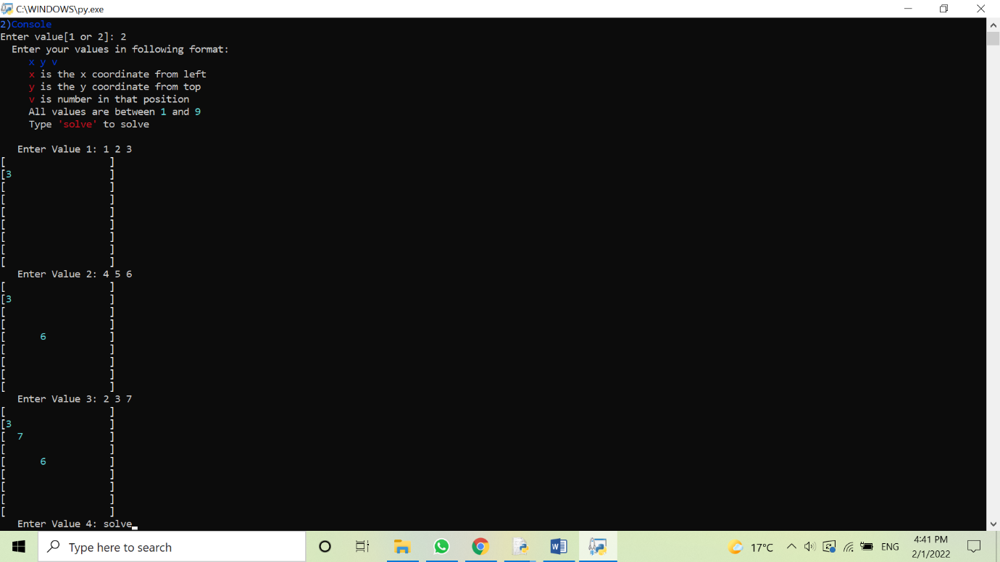 C:\WINDOWS\py.exe
2)Console
Enter value[1 or 2]: 2
Enter your values in following format:
x y v
x is the x coordinate from left
y is the y coordinate from top
v is number in that position
All values are between 1 and 9
Type 'solve' to solve
Enter Value 1: 1 2 3
[                  ]
[3                 ]
[                  ]
[                  ]
[                  ]
[                  ]
[                  ]
[                  ]
[                  ]
Enter Value 2: 4 5 6
[                  ]
[3                 ]
[                  ]
[                  ]
[      6           ]
[                  ]
[                  ]
[                  ]
[                  ]
Enter Value 3: 2 3 7
[                  ]
[3                 ]
[  7               ]
[                  ]
[      6           ]
[                  ]
[                  ]
[                  ]
[                  ]
Enter Value 4: solve_
Type here to search
17°C
ENG
4:41 PM
2/1/2022